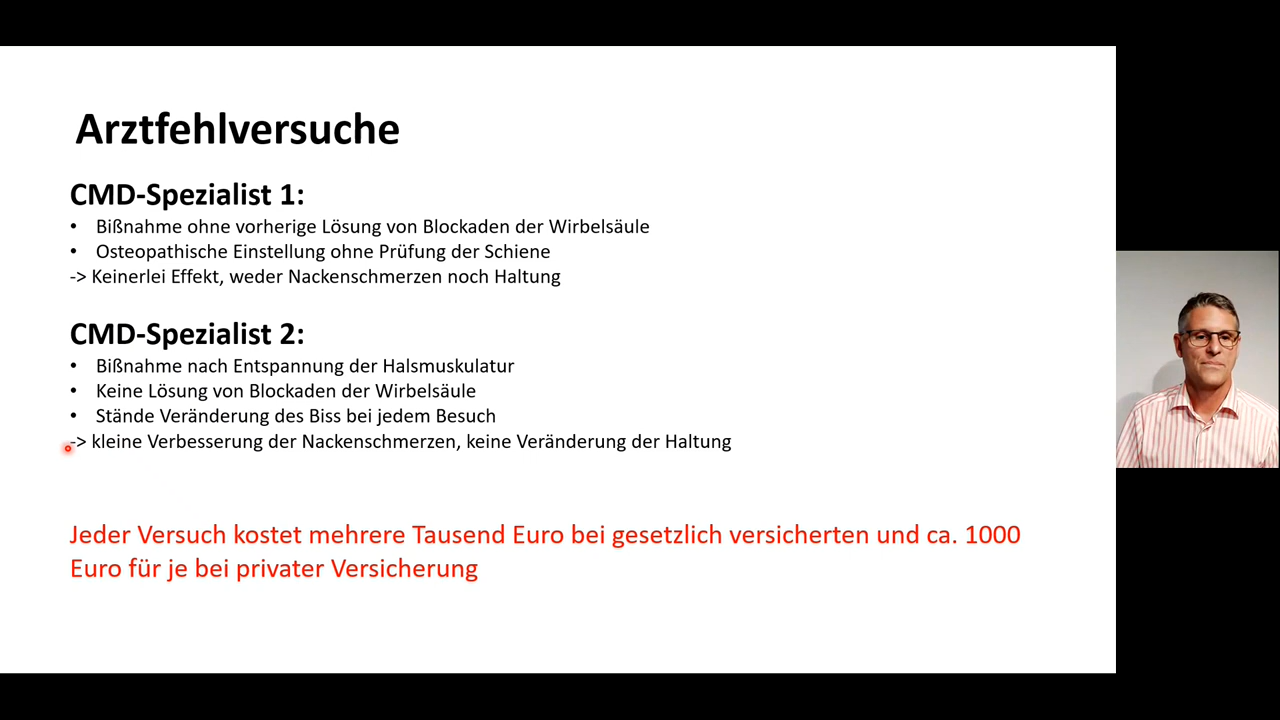 Arztfehlversuche
CMD-Spezialist 1:
• Bißnahme ohne vorherige Lösung von Blockaden der Wirbelsäule
• Osteopathische Einstellung ohne Prüfung der Schiene
-> Keinerlei Effekt, weder Nackenschmerzen noch Haltung
CMD-Spezialist 2:
• Bißnahme nach Entspannung der Halsmuskulatur
• Keine Lösung von Blockaden der Wirbelsäule
• Stände Veränderung des Biss bei jedem Besuch
-> kleine Verbesserung der Nackenschmerzen, keine Veränderung der Haltung
Jeder Versuch kostet mehrere Tausend Euro bei gesetzlich versicherten und ca. 1000
Euro für je bei privater Versicherung